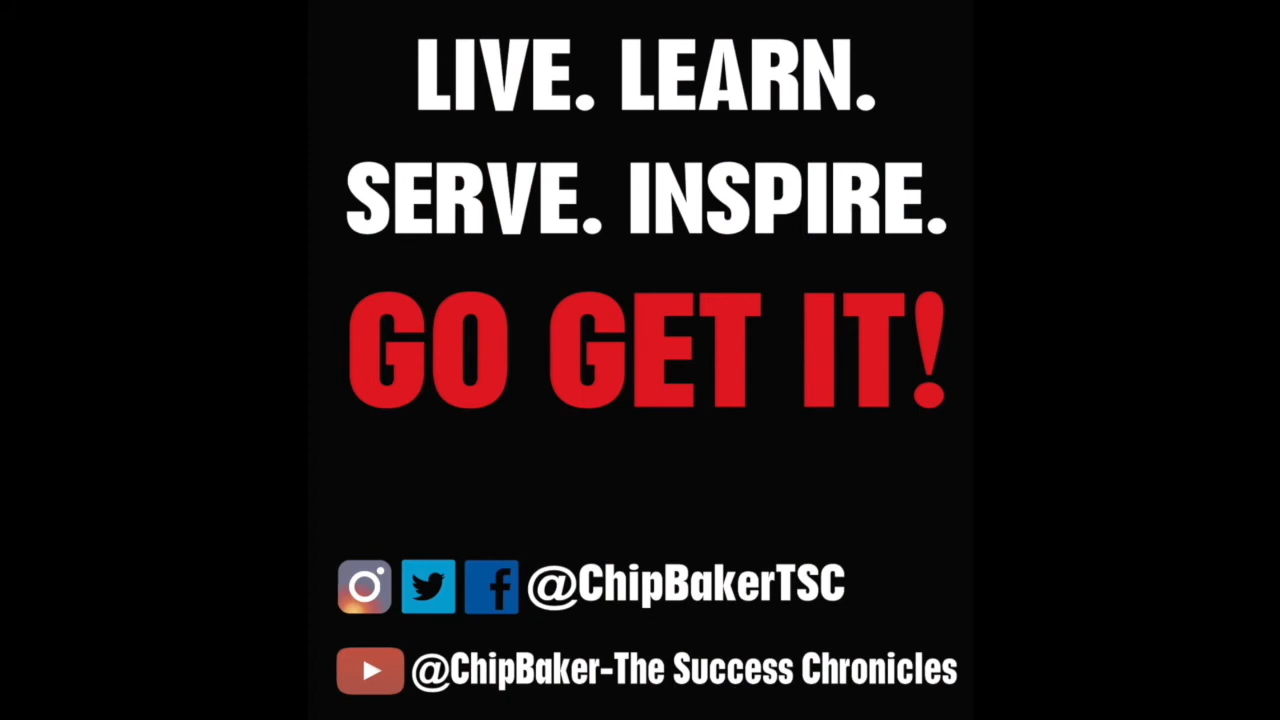 LIVE. LEARN.
SERVE. INSPIRE.
GO GET IT!
@ChipBakerTSC
@ChipBaker-The Success Chronicles